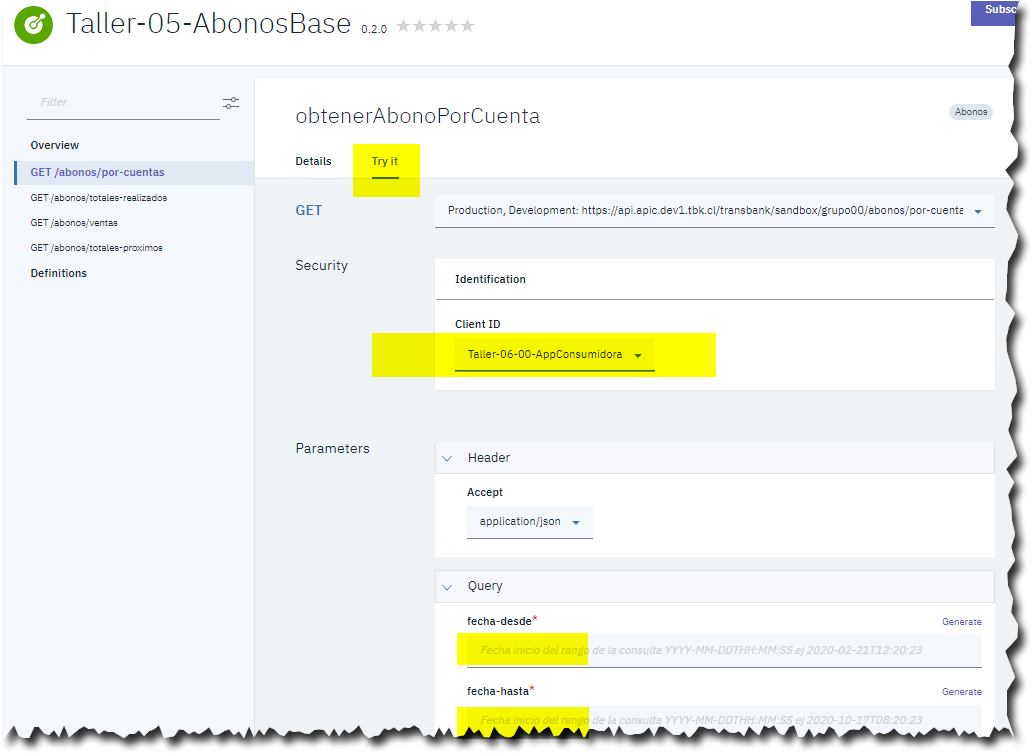 Taller-05-AbonosBase 0.2.0
Subsc
Filter
Overview
GET /abonos/por-cuentas
GET /abonos/totales-realizados
GET /abonos/ventas
GET /abonos/totales-proximos
Definitions
obtenerAbonoPorCuenta
Abonos
Details
Try it
GET
Production, Development: https://api.apic.dev1.tbk.cl/transbank/sandbox/grupo00/abonos/por-cuenta
Security
Identification
Client ID
Taller-06-00-AppConsumidora
Parameters
Header
Accept
application/json
Query
fecha-desde*
Generate
Fecha inicio del rango de la consulta YYYY-MM-DDTHH:MM:SS ej 2020-02-21T12:20:23
fecha-hasta*
Generate
Fecha inicio del rango de la consulta YYYY-MM-DDTHH:MM:SS ej 2020-10-17T08:20:23